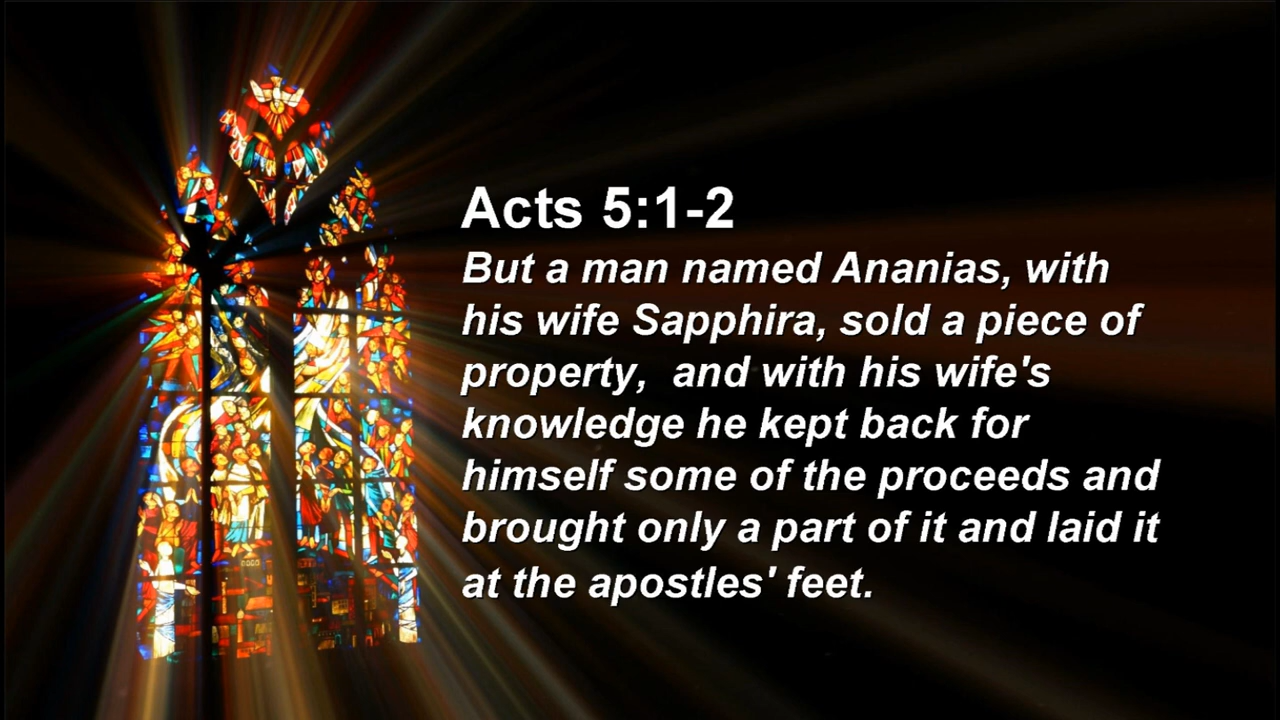 Acts 5:1-2
But a man named Ananias, with
his wife Sapphira, sold a piece of
property,  and with his wife's
knowledge he kept back for
himself some of the proceeds and
brought only a part of it and laid it
at the apostles' feet.